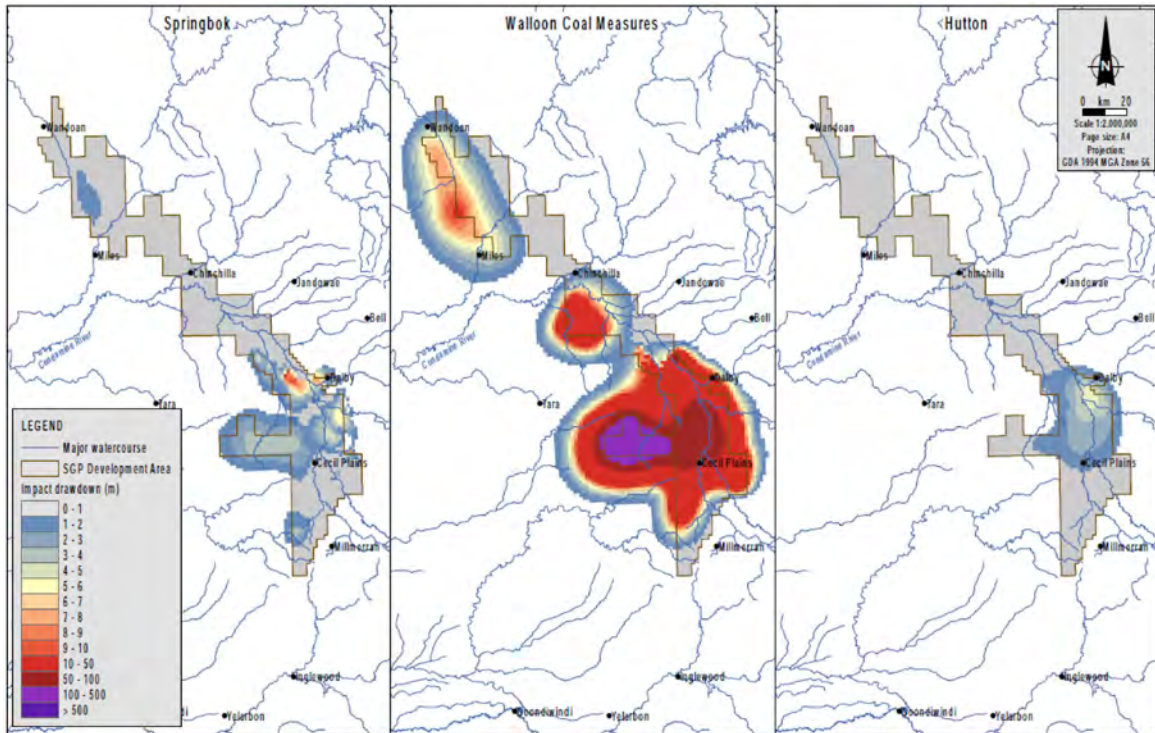 Springbok
Walloon Coal Measures
Hutton
N
0 km 20
Scale 1:2,000,000
Page size: A4
Projection:
GDA 1994 MGA Zone 56
Wandoan
Miles
Chinchilla
Jandowae
Bell
Condamine River
Dalby
Tara
Cecil Plains
Millmerran
Inglewood
Yelarbon
Wandoan
Miles
Chinchilla
Jandowae
Bell
Dalby
Tara
Cecil Plains
Millmerran
Inglewood
Goondiwindi
Yelarbon
Wandoan
Miles
Chinchilla
Jandowae
Bell
Condamine River
Dalby
Tara
Cecil Plains
Millmerran
Inglewood
Goondiwindi
Yelarbon
LEGEND
Major watercourse
SGP Development Area
Impact drawdown (m)
0 - 1
1 - 2
2 - 3
3 - 4
4 - 5
5 - 6
6 - 7
7 - 8
8 - 9
9 - 10
10 - 50
50 - 100
100 - 500
> 500